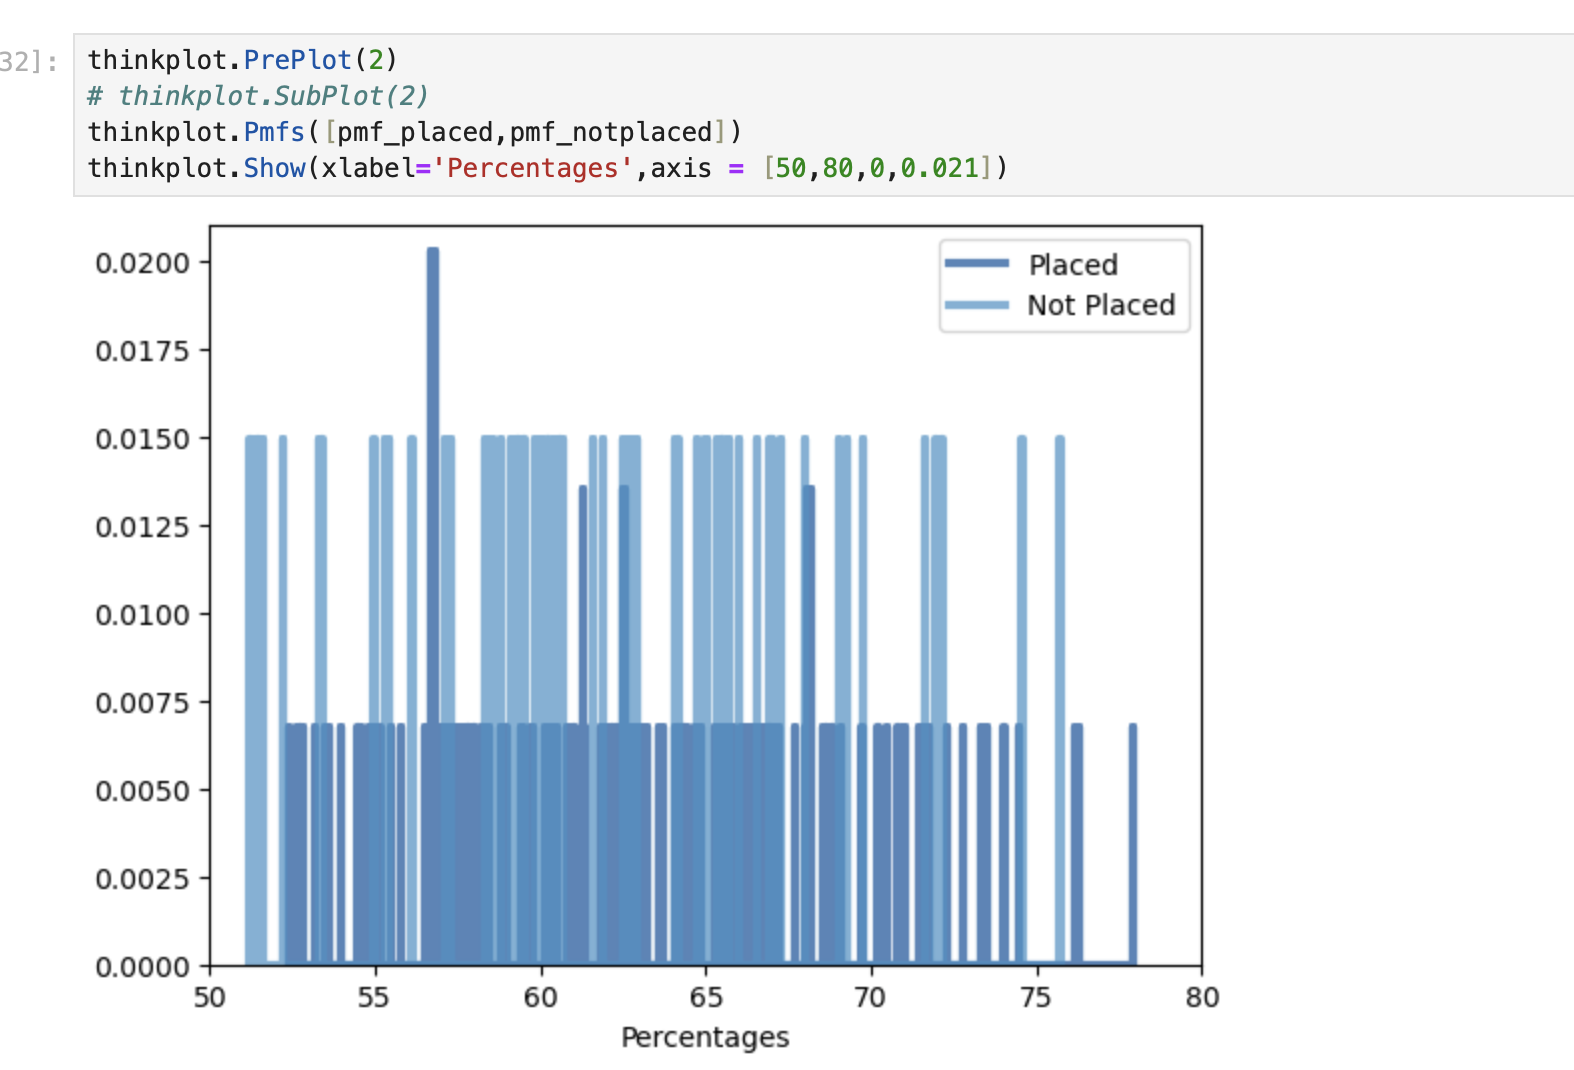 32]:
thinkplot.PrePlot(2)
# thinkplot.SubPlot(2)
thinkplot.Pmfs([pmf_placed,pmf_notplaced])
thinkplot.Show(xlabel='Percentages',axis = [50,80,0,0.021])
Placed
Not Placed
0.0200
0.0175
0.0150
0.0125
0.0100
0.0075
0.0050
0.0025
0.0000
50 55 60 65 70 75 80
Percentages